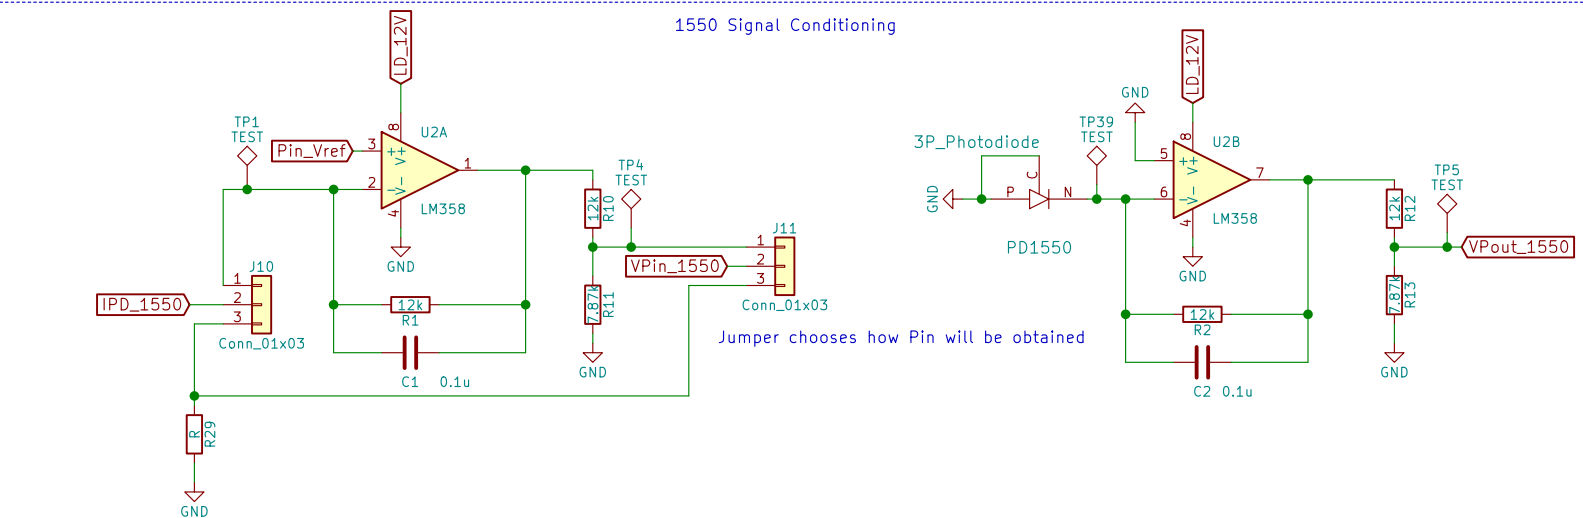 1550 Signal Conditioning
LD_12V
TP1
TEST
Pin_Vref
3
2
8
4
+
-
V+
V-
1
U2A
LM358
GND
J10
1
2
3
Conn_01x03
IPD_1550
12k
R1
C1 0.1u
R
R29
GND
12k
R10
TP4
TEST
VPin_1550
7.87k
R11
GND
J11
1
2
3
Conn_01x03
Jumper chooses how Pin will be obtained
3P_Photodiode
GND
P
C
N
PD1550
TP39
TEST
GND
LD_12V
5
6
8
4
+
-
V+
V-
7
U2B
LM358
GND
12k
R2
C2 0.1u
12k
R12
TP5
TEST
VPout_1550
7.87k
R13
GND